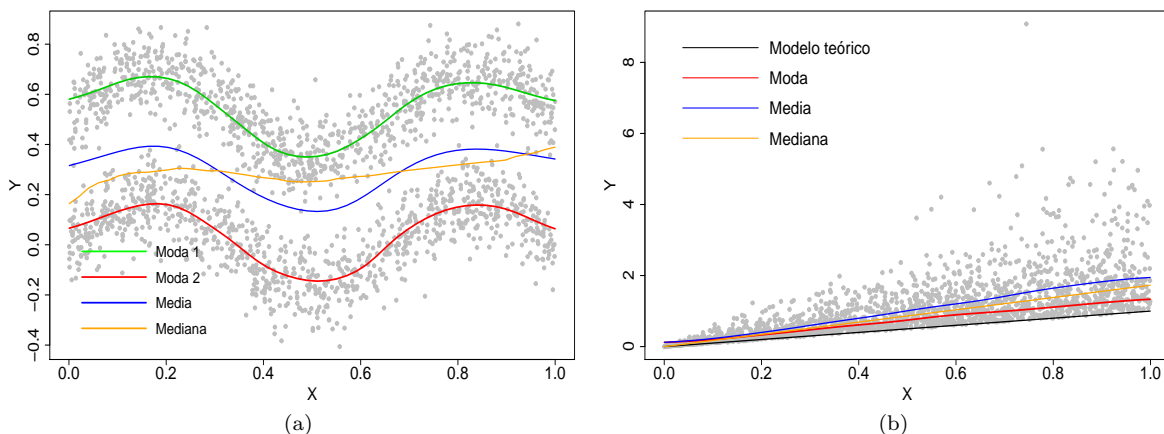 0.8
0.6
0.4
0.2
0.0
−0.2
−0.4
Y
Moda 1
Moda 2
Media
Mediana
0.0 0.2 0.4 0.6 0.8 1.0
X
(a)
8
6
4
2
0
Y
Modelo teórico
Moda
Media
Mediana
0.0 0.2 0.4 0.6 0.8 1.0
X
(b)